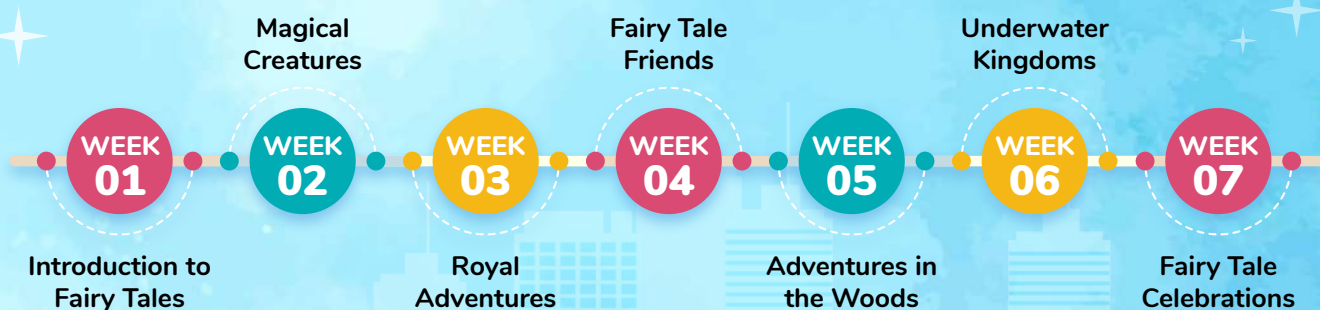 WEEK
01
Introduction to
Fairy Tales
Magical
Creatures
WEEK
02
WEEK
03
Royal
Adventures
Fairy Tale
Friends
WEEK
04
WEEK
05
Adventures in
the Woods
Underwater
Kingdoms
WEEK
06
WEEK
07
Fairy Tale
Celebrations